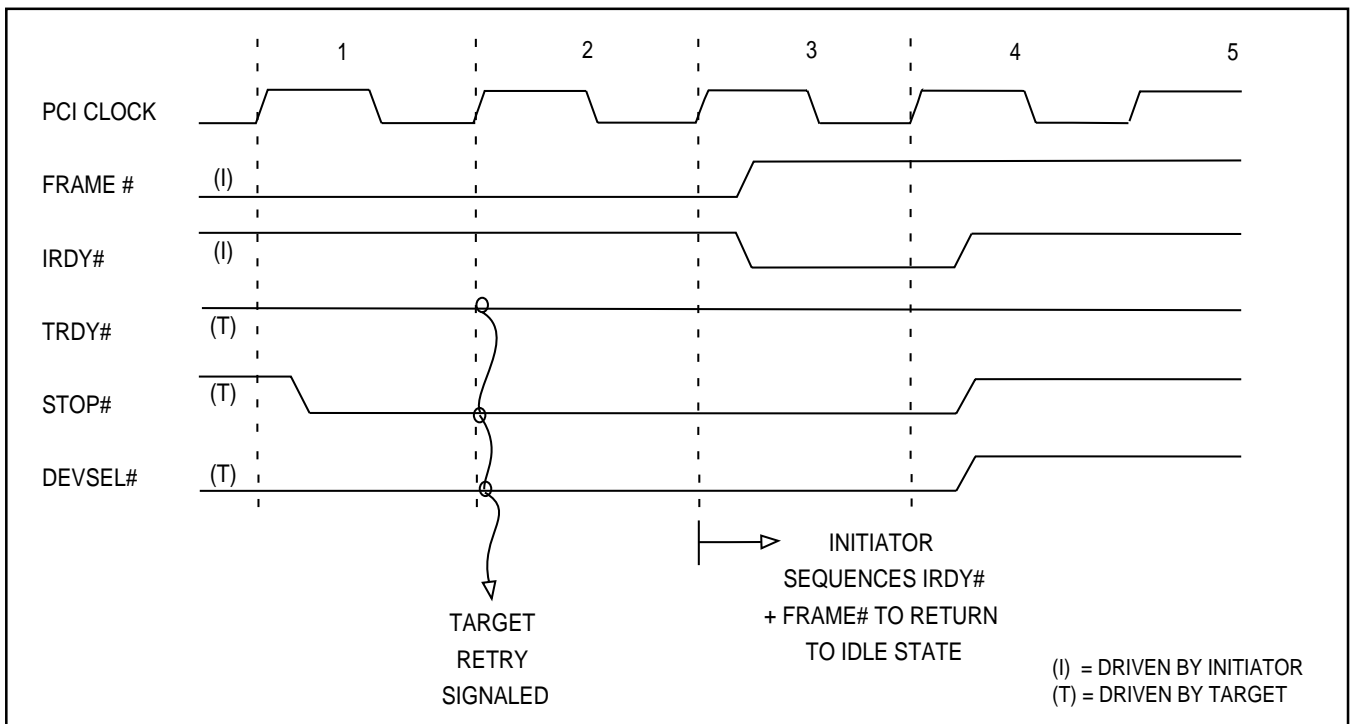 1 2 3 4 5
PCI CLOCK
FRAME # (I)
IRDY# (I)
TRDY# (T)
STOP# (T)
DEVSEL# (T)
TARGET
RETRY
SIGNALED
INITIATOR
SEQUENCES IRDY#
+ FRAME# TO RETURN
TO IDLE STATE
(I) = DRIVEN BY INITIATOR
(T) = DRIVEN BY TARGET